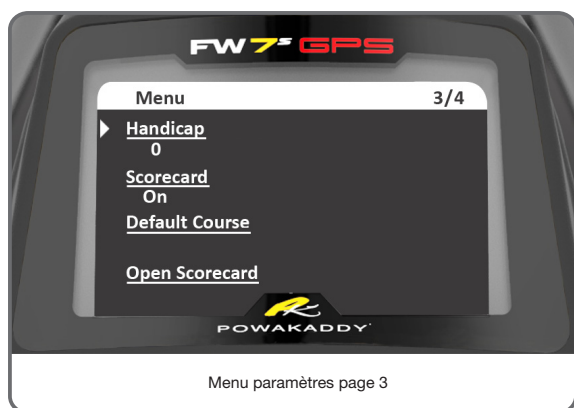 FW7s GPS
Menu 3/4
Handicap
0
Scorecard
On
Default Course
Open Scorecard
POWAKADDY
Menu paramètres page 3